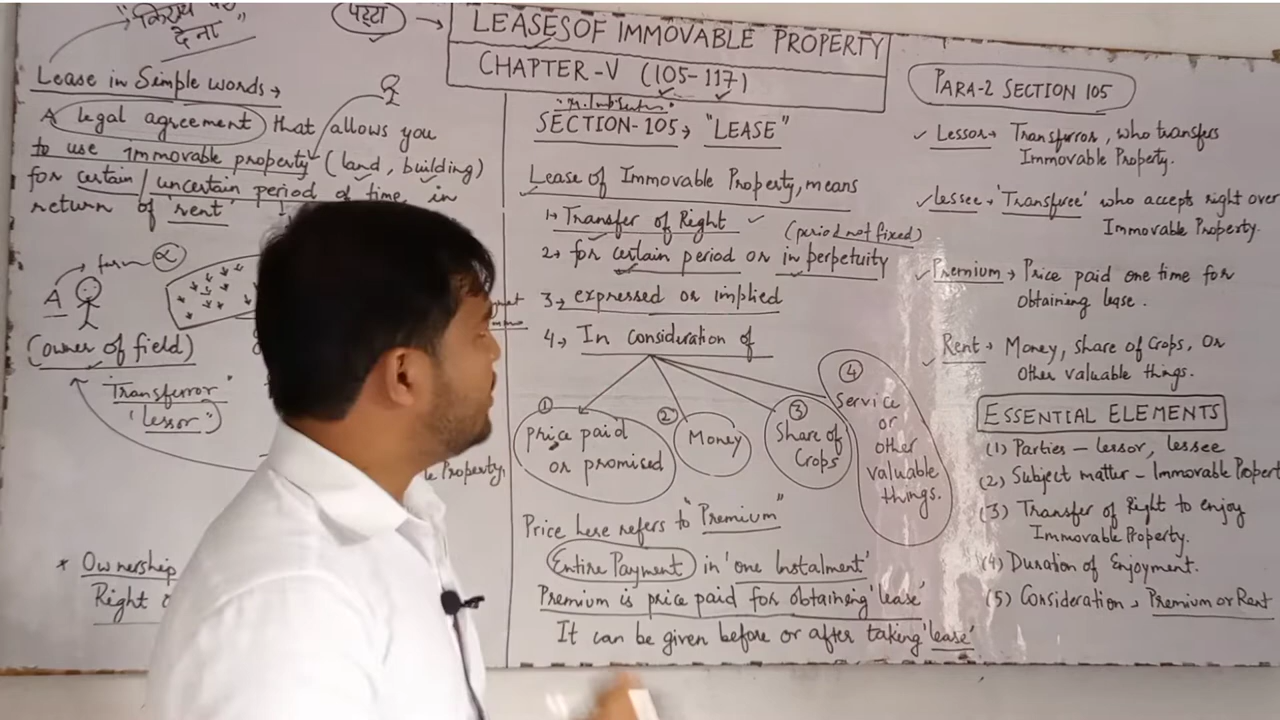 "किराये पर
देना"
पट्टा →
LEASES OF IMMOVABLE PROPERTY
CHAPTER-V (105-117)
Lease in Simple words→
A legal agreement that allows you
to use immovable property (land, building)
for certain/uncertain period of time, in
return of 'rent'
A
farm
(owner of field)
'Transferror'
'lessor')
Property
* Ownership
Right
SECTION-105, "LEASE"
Lease of Immovable Property, means
1→ Transfer of Right
(period not fixed)
2→ for certain period or in perpetuity
3→ expressed or implied
4→ In consideration of
① Price paid
or promised
② Money
③ Share of
Crops
④
Service
or
other
valuable
things.
Price here refers to "Premium"
Entire Payment in 'one Instalment'
Premium is price paid for obtaining 'lease'
It can be given before or after taking 'lease'.
PARA-2 SECTION 105
✓ Lessor→ Transferror, who transfers
Immovable Property.
✓ Lessee→ 'Transferee' who accepts right over
Immovable Property.
✓ Premium → Price paid one time for
obtaining lease.
✓ Rent→ Money, Share of Crops, or
other valuable things.
ESSENTIAL ELEMENTS
(1) Parties – lessor, lessee
(2) Subject matter – Immovable Propert
(3) Transfer of Right to enjoy
Immovable Property.
(4) Duration of Enjoyment.
(5) Consideration→ Premium or Rent